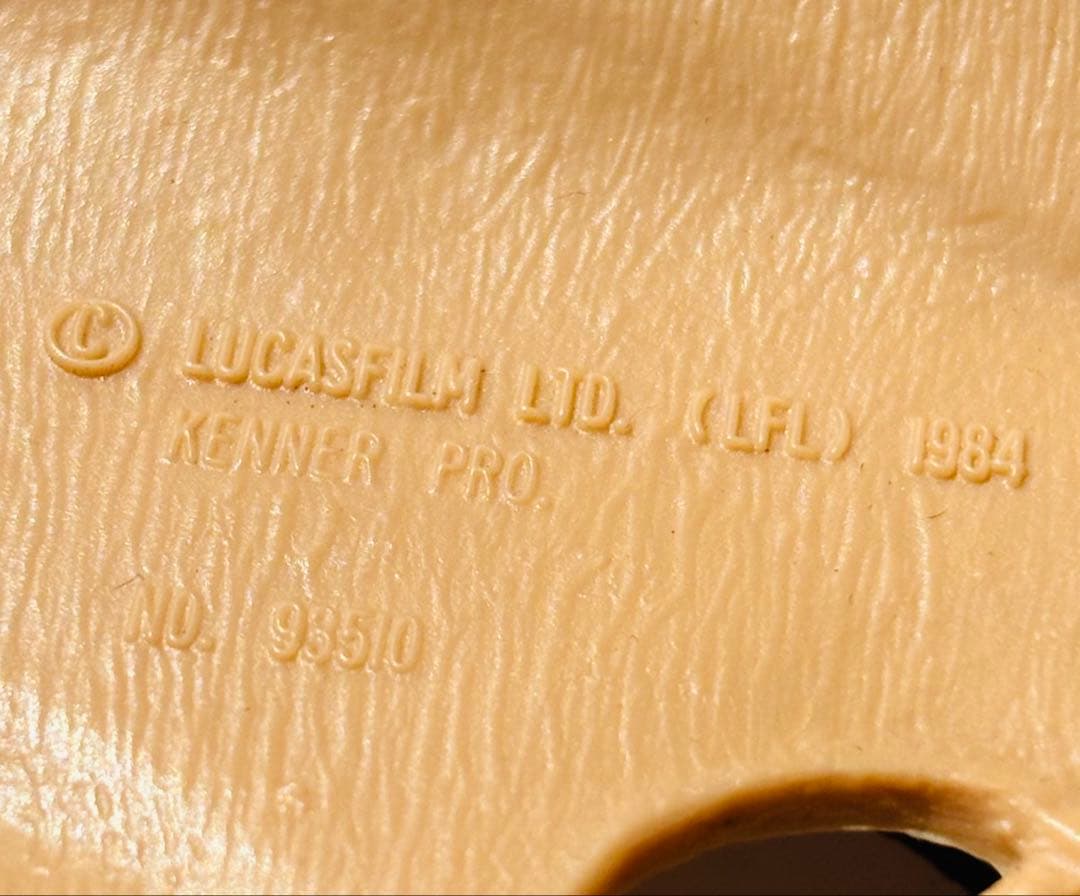 © LUCASFILM LTD. (LFL) 1984
KENNER PRO.
NO. 93510